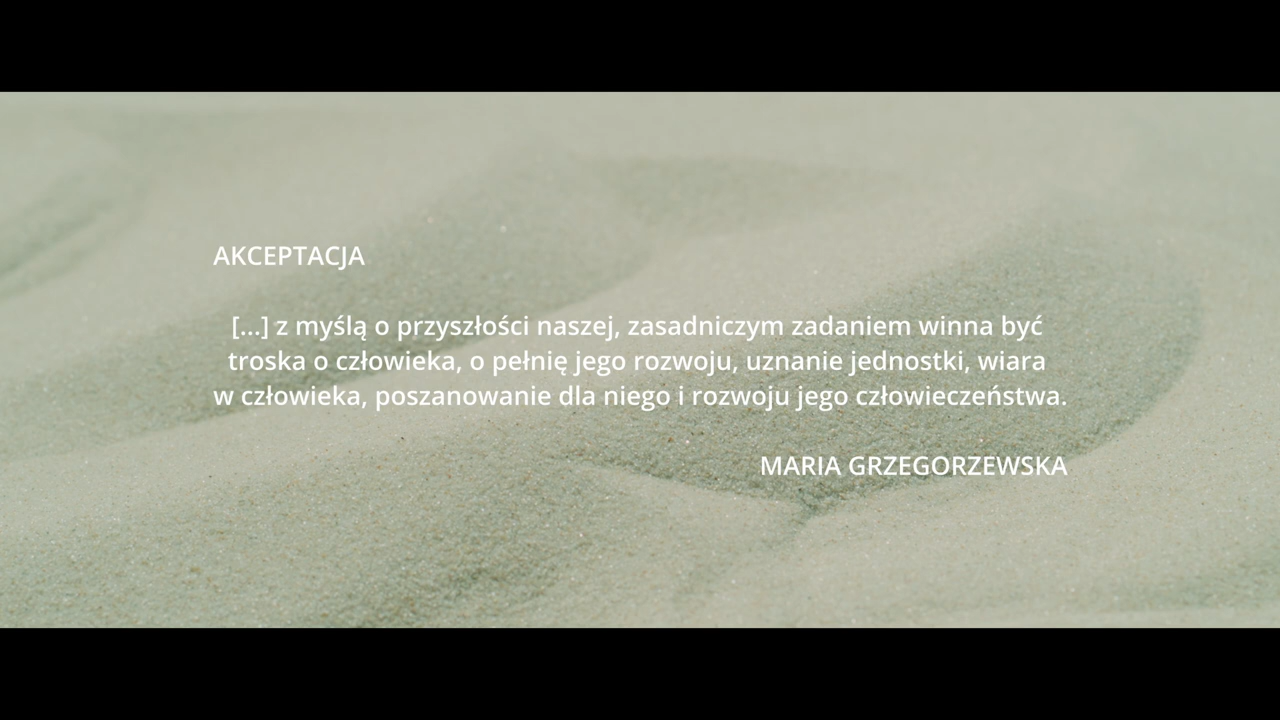 AKCEPTACJA
[...] z myślą o przyszłości naszej, zasadniczym zadaniem winna być
troska o człowieka, o pełnię jego rozwoju, uznanie jednostki, wiara
w człowieka, poszanowanie dla niego i rozwoju jego człowieczeństwa.
MARIA GRZEGORZEWSKA